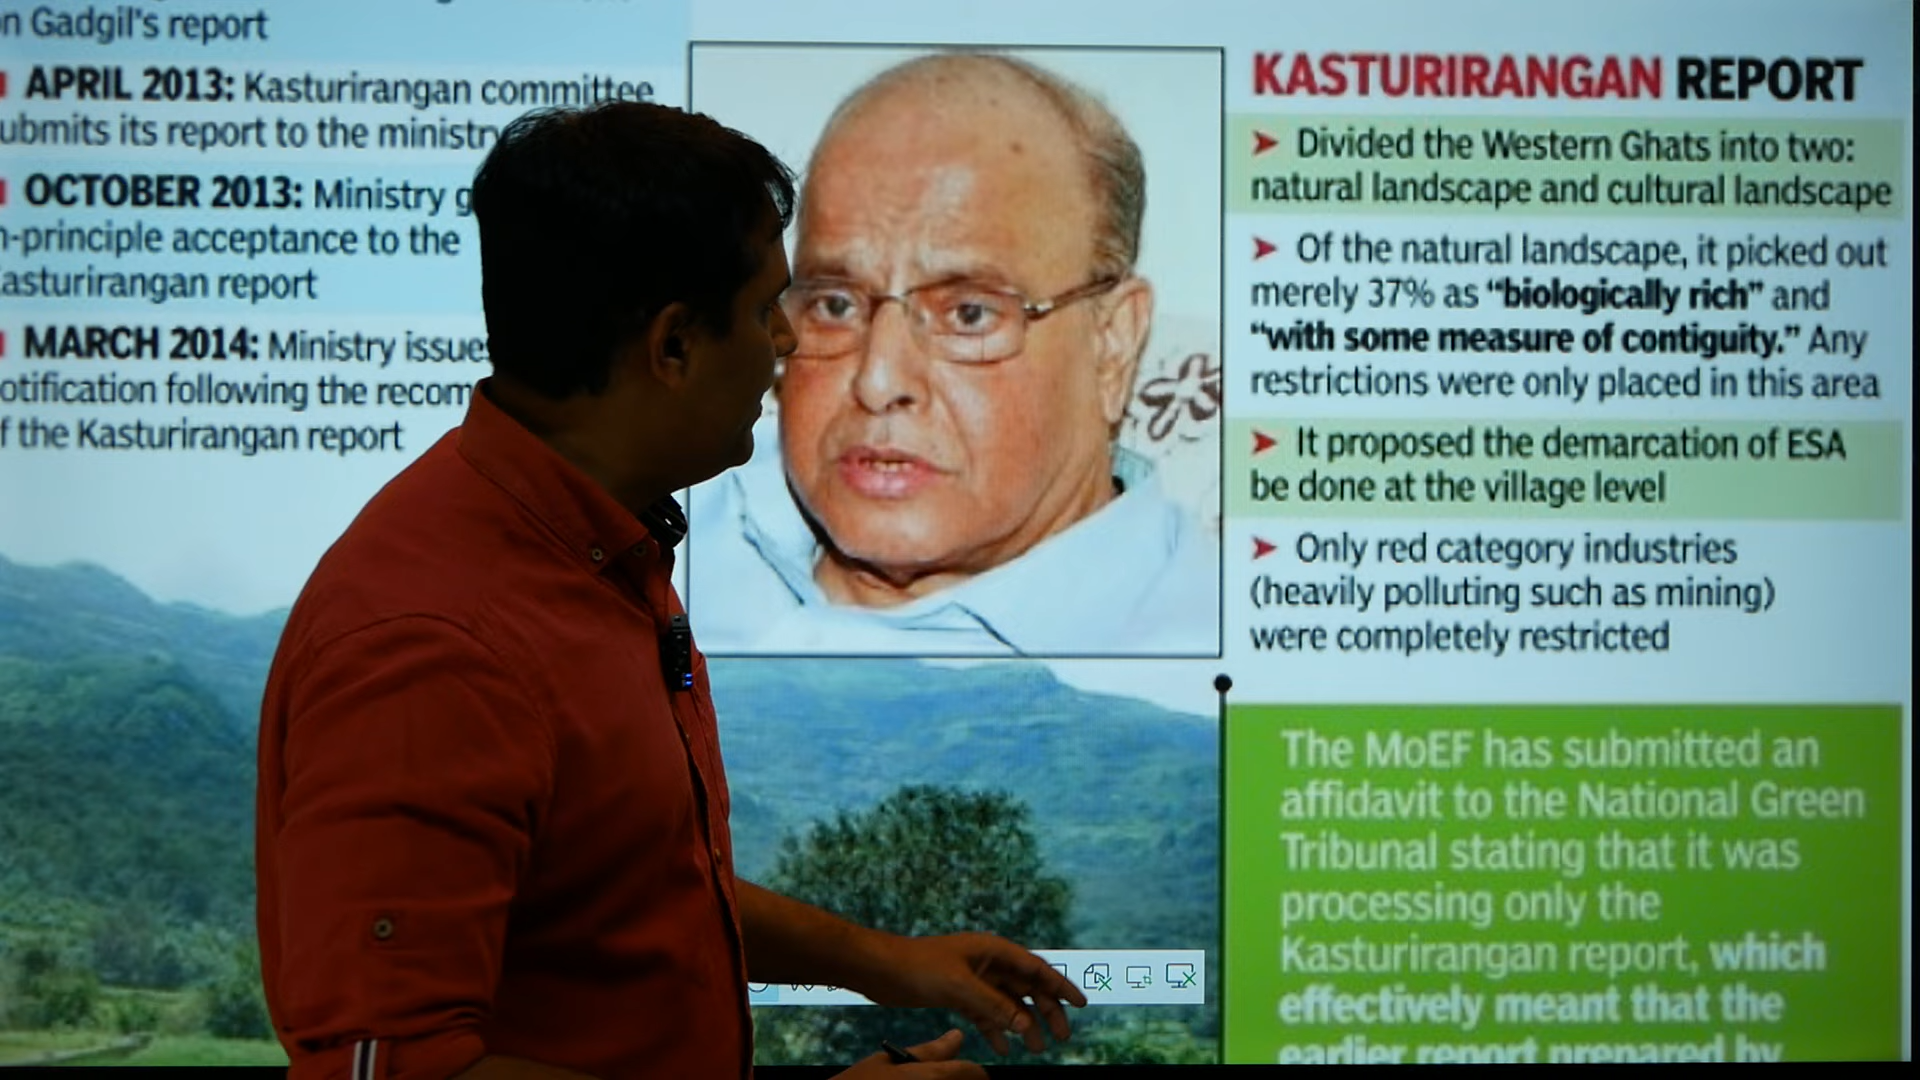 n Gadgil's report
APRIL 2013: Kasturirangan committee
ubmits its report to the ministry
OCTOBER 2013: Ministry g
n-principle acceptance to the
asturirangan report
MARCH 2014: Ministry issues
otification following the recom
f the Kasturirangan report
KASTURIRANGAN REPORT
➤ Divided the Western Ghats into two:
natural landscape and cultural landscape
➤ Of the natural landscape, it picked out
merely 37% as “biologically rich” and
“with some measure of contiguity.” Any
restrictions were only placed in this area
➤ It proposed the demarcation of ESA
be done at the village level
➤ Only red category industries
(heavily polluting such as mining)
were completely restricted
The MoEF has submitted an
affidavit to the National Green
Tribunal stating that it was
processing only the
Kasturirangan report, which
effectively meant that the
earlier report prepared by